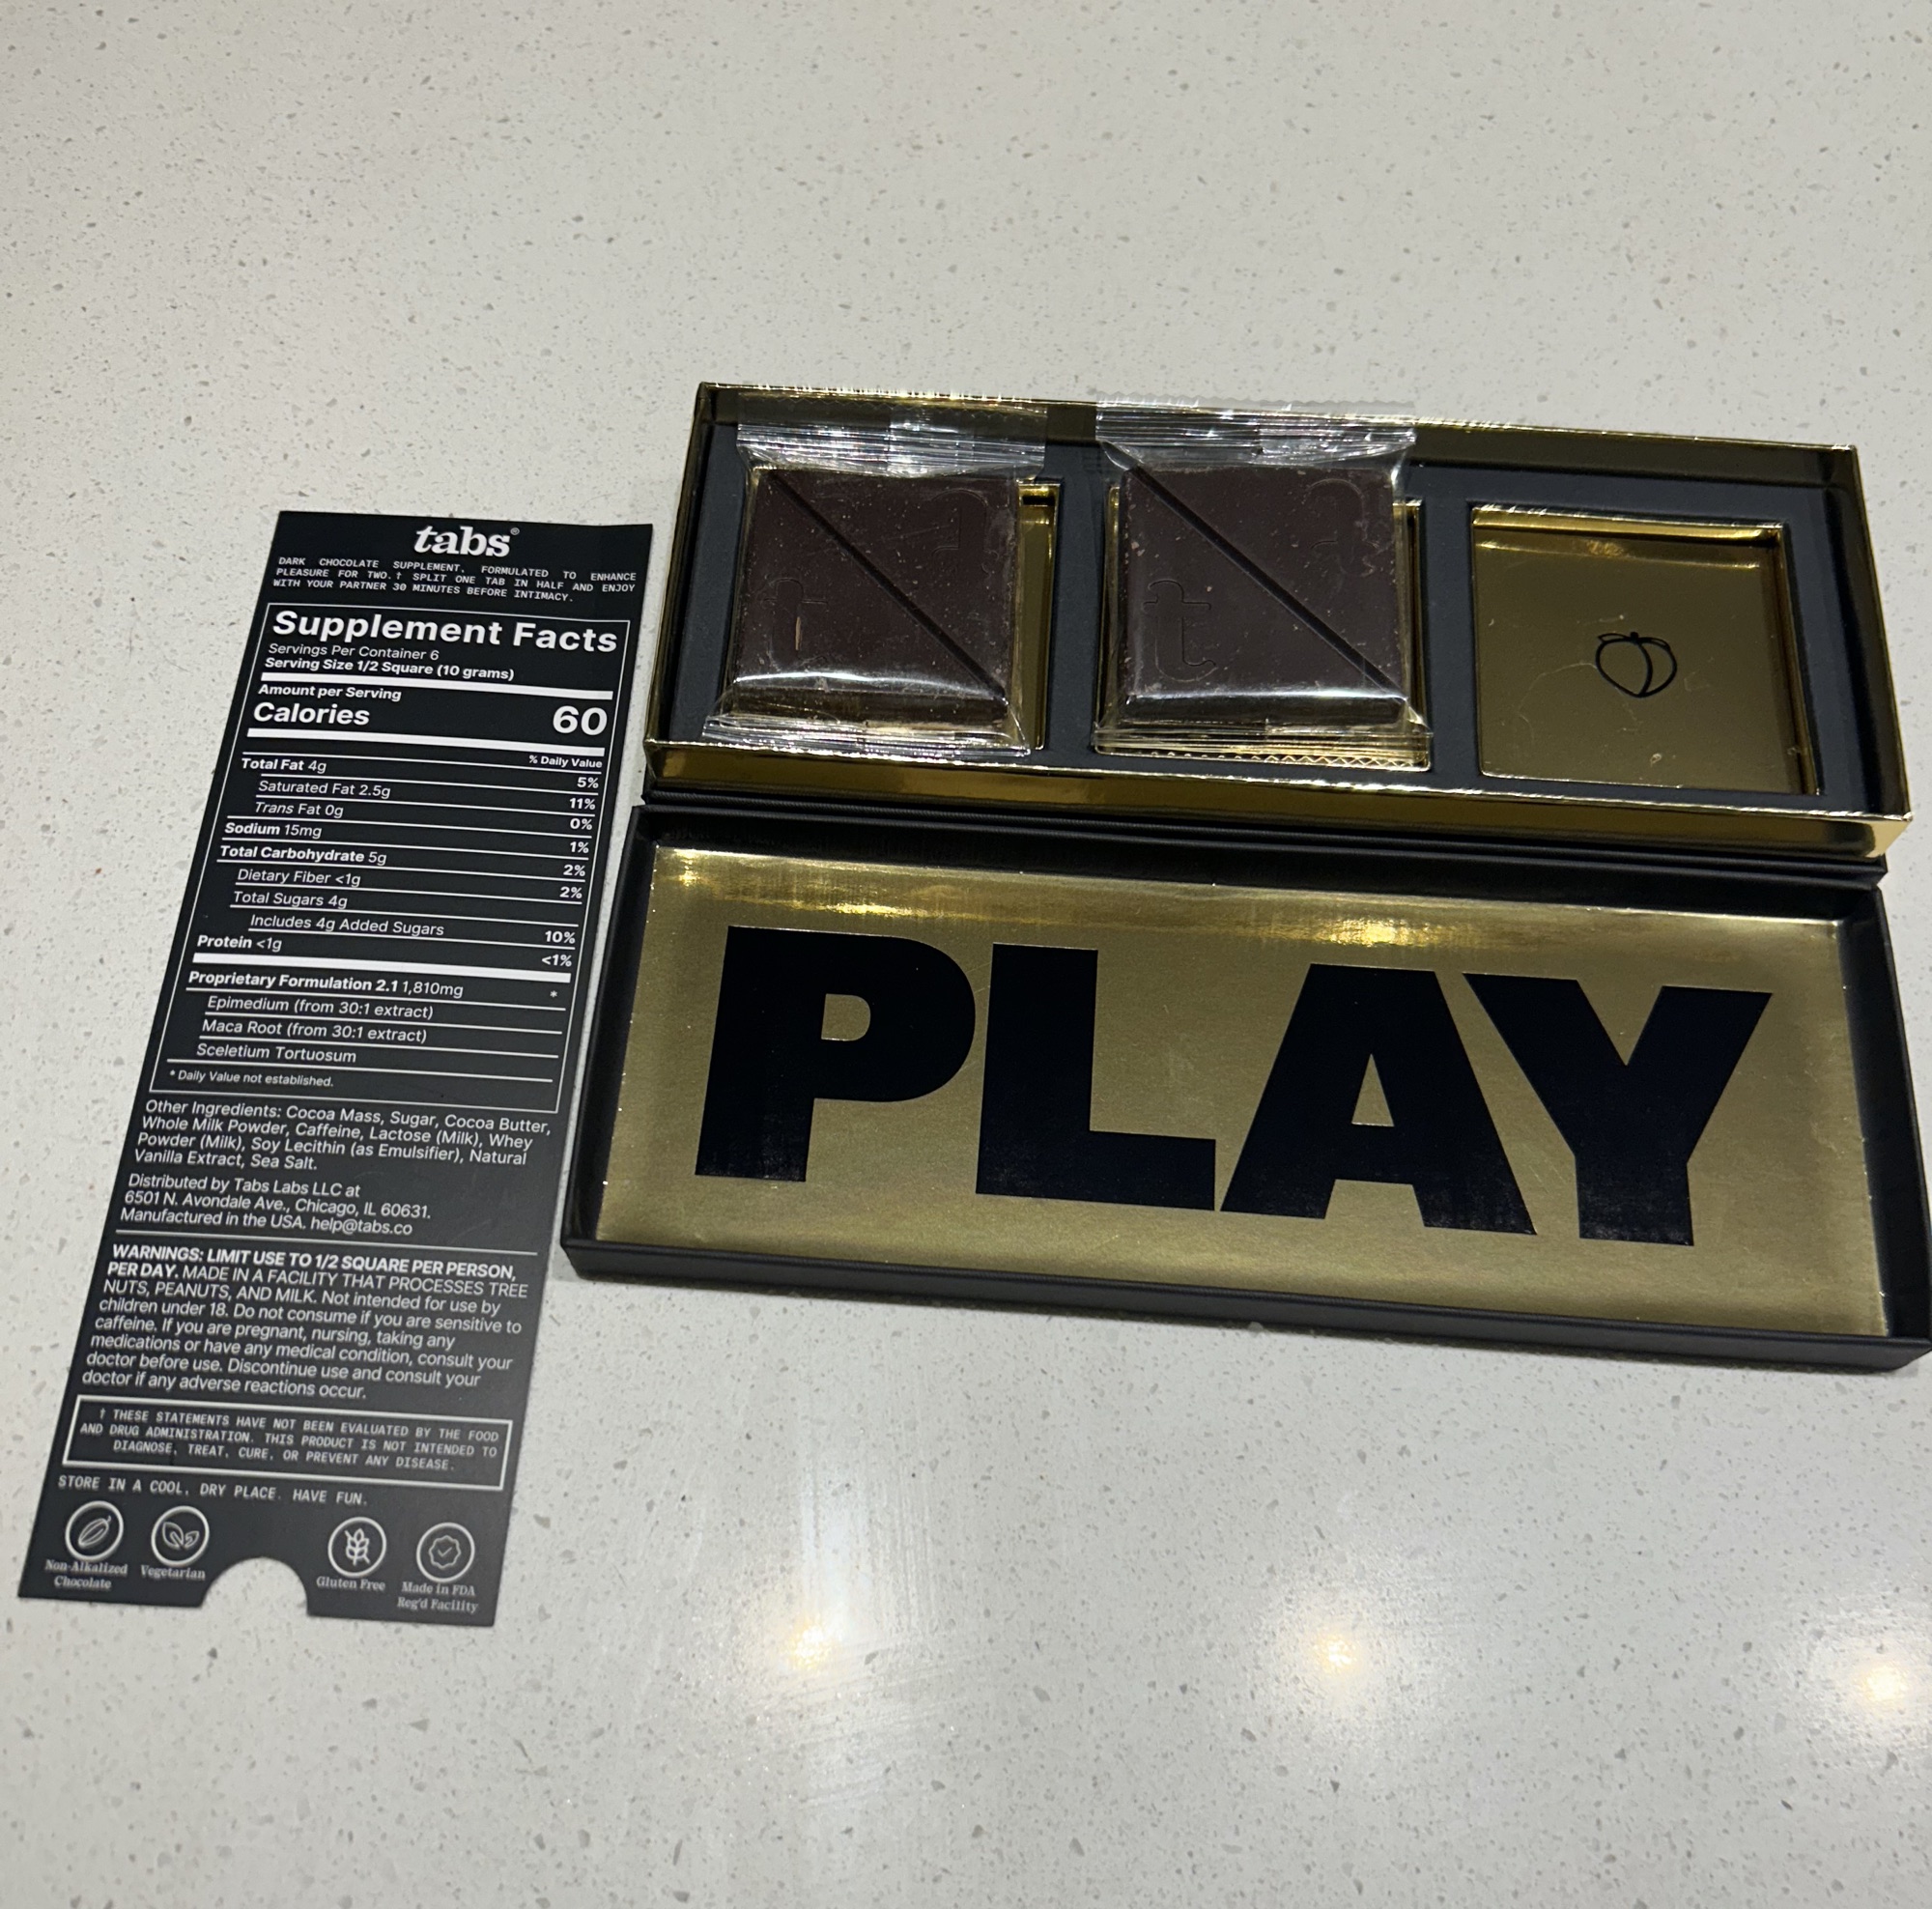 tabs®
DARK CHOCOLATE SUPPLEMENT, FORMULATED TO ENHANCE
PLEASURE FOR TWO.† SPLIT ONE TAB IN HALF AND ENJOY
WITH YOUR PARTNER 30 MINUTES BEFORE INTIMACY.
Supplement Facts
Servings Per Container 6
Serving Size 1/2 Square (10 grams)
Amount per Serving
Calories 60
% Daily Value
Total Fat 4g 5%
Saturated Fat 2.5g 11%
Trans Fat 0g 0%
Sodium 15mg 1%
Total Carbohydrate 5g 2%
Dietary Fiber <1g 2%
Total Sugars 4g
Includes 4g Added Sugars 10%
Protein <1g <1%
Proprietary Formulation 2.1 1,810mg *
Epimedium (from 30:1 extract)
Maca Root (from 30:1 extract)
Sceletium Tortuosum
* Daily Value not established.
Other Ingredients: Cocoa Mass, Sugar, Cocoa Butter,
Whole Milk Powder, Caffeine, Lactose (Milk), Whey
Powder (Milk), Soy Lecithin (as Emulsifier), Natural
Vanilla Extract, Sea Salt.
Distributed by Tabs Labs LLC at
6501 N. Avondale Ave., Chicago, IL 60631.
Manufactured in the USA. help@tabs.co
WARNINGS: LIMIT USE TO 1/2 SQUARE PER PERSON,
PER DAY. MADE IN A FACILITY THAT PROCESSES TREE
NUTS, PEANUTS, AND MILK. Not intended for use by
children under 18. Do not consume if you are sensitive to
caffeine. If you are pregnant, nursing, taking any
medications or have any medical condition, consult your
doctor before use. Discontinue use and consult your
doctor if any adverse reactions occur.
† THESE STATEMENTS HAVE NOT BEEN EVALUATED BY THE FOOD
AND DRUG ADMINISTRATION. THIS PRODUCT IS NOT INTENDED TO
DIAGNOSE, TREAT, CURE, OR PREVENT ANY DISEASE.
STORE IN A COOL, DRY PLACE. HAVE FUN.
Non-Alkalized
Chocolate
Vegetarian
Gluten Free
Made in FDA
Reg'd Facility
t
t
PLAY